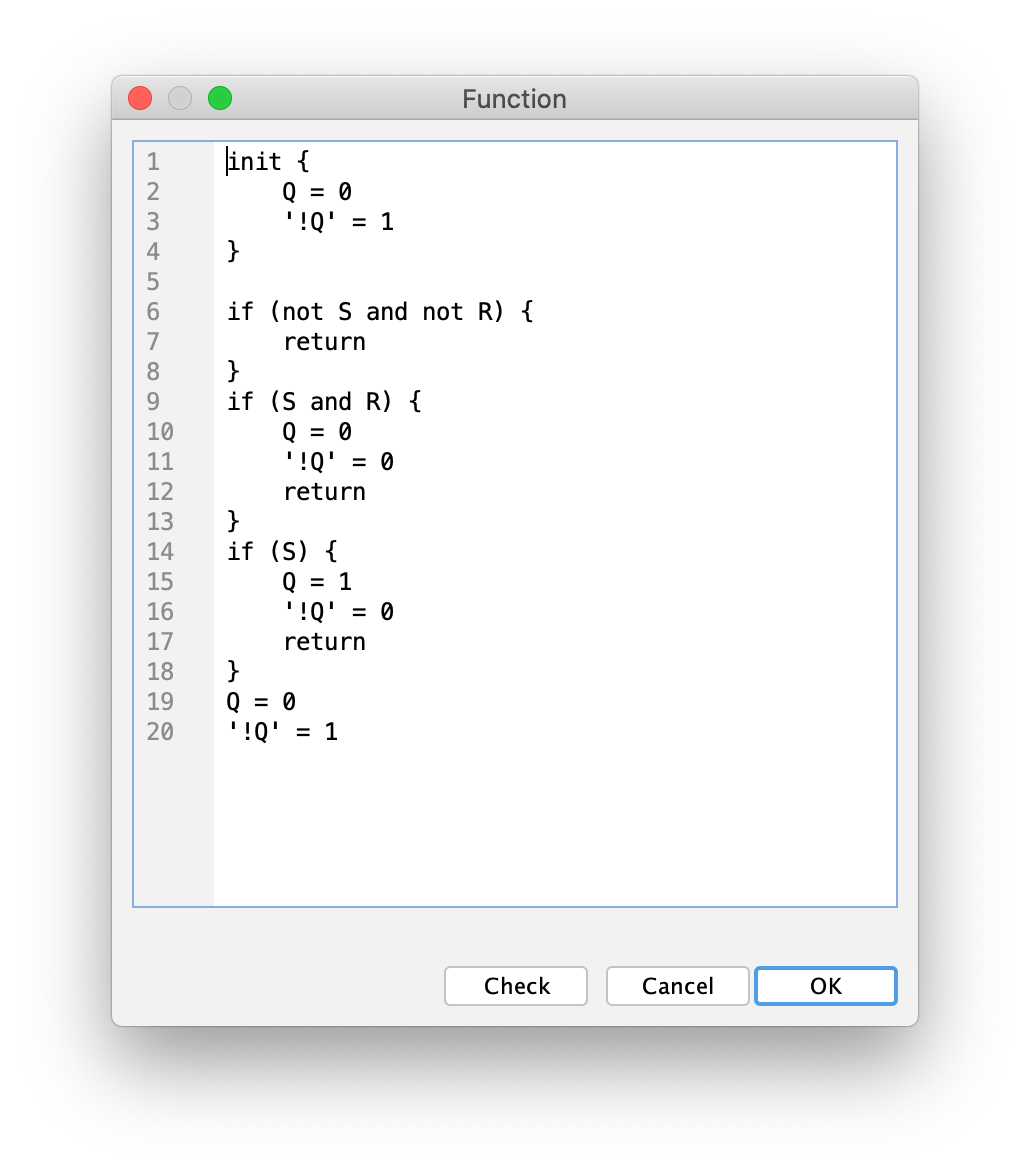 Function
1 init {
2     Q = 0
3     '!Q' = 1
4 }
5
6 if (not S and not R) {
7     return
8 }
9 if (S and R) {
10     Q = 0
11     '!Q' = 0
12     return
13 }
14 if (S) {
15     Q = 1
16     '!Q' = 0
17     return
18 }
19 Q = 0
20 '!Q' = 1
Check Cancel OK